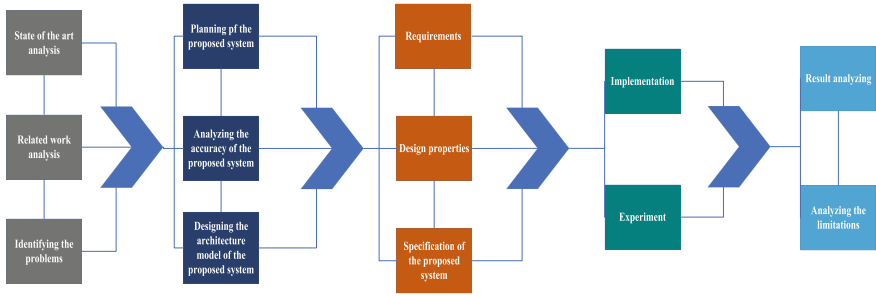 State of the art
analysis
Related work
analysis
Identifying the
problems
Planning pf the
proposed system
Analyzing the
accuracy of the
proposed system
Designing the
architecture
model of the
proposed system
Requirements
Design properties
Specification of
the proposed
system
Implementation
Experiment
Result analyzing
Analyzing the
limitations